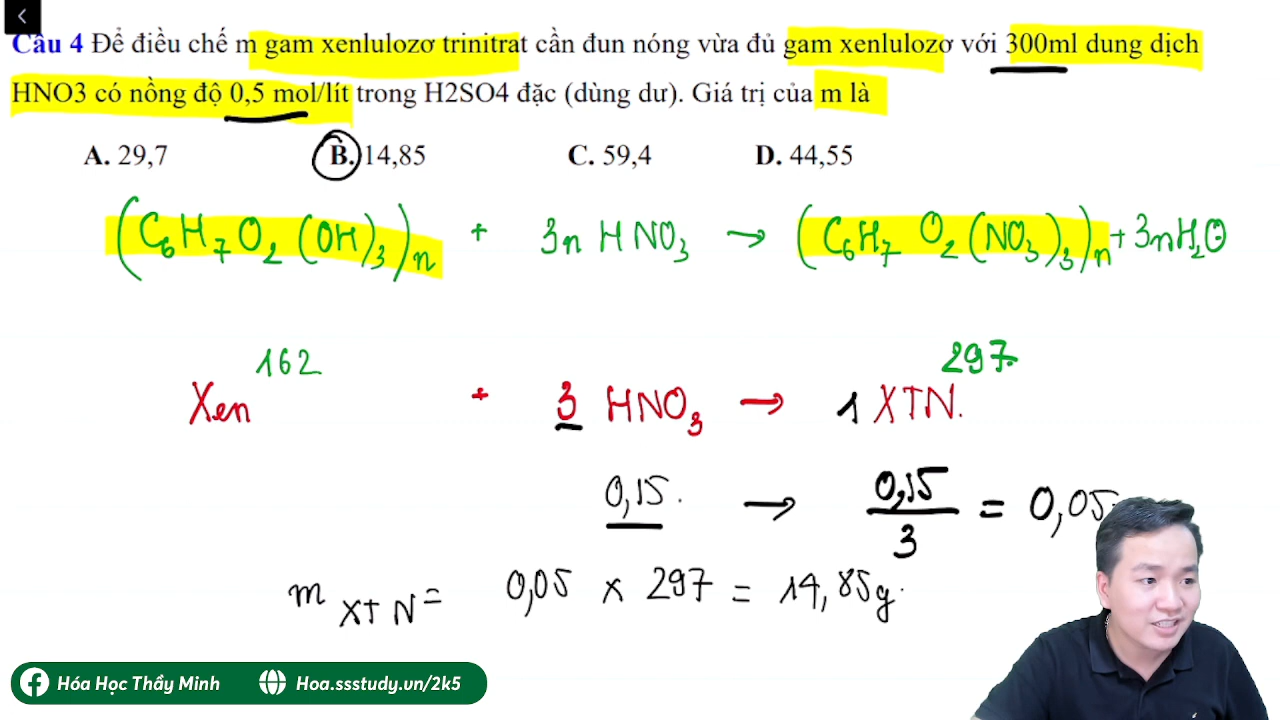 Câu 4 Để điều chế m gam xenlulozơ trinitrat cần đun nóng vừa đủ gam xenlulozơ với 300ml dung dịch
HNO3 có nồng độ 0,5 mol/lít trong H2SO4 đặc (dùng dư). Giá trị của m là
A. 29,7 B. 14,85 C. 59,4 D. 44,55
(C₆H₇O₂(OH)₃)ₙ + 3n HNO₃ → (C₆H₇O₂(NO₃)₃)ₙ + 3nH₂O
162 297
Xen + 3 HNO₃ → 1 XTN.
0,15. → 0,15/3 = 0,05
m XTN = 0,05 x 297 = 14,85g.
Hóa Học Thầy Minh Hoa.ssstudy.vn/2k5